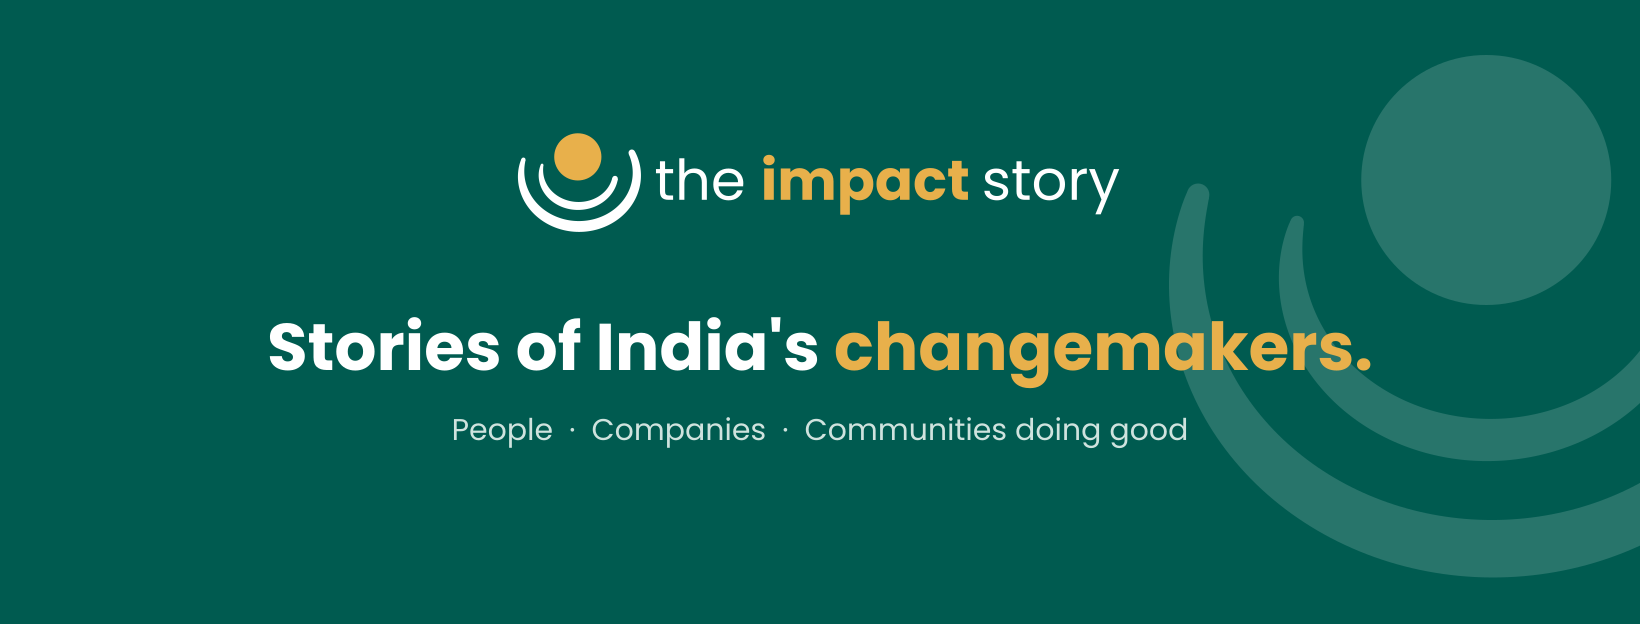 the impact story
Stories of India's changemakers.
People · Companies · Communities doing good